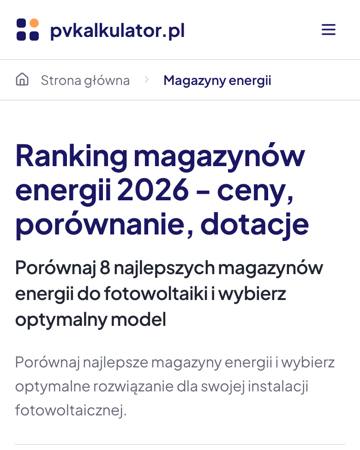 pvkalkulator.pl
Strona główna
Magazyny energii
Ranking magazynów
energii 2026 – ceny,
porównanie, dotacje
Porównaj 8 najlepszych magazynów
energii do fotowoltaiki i wybierz
optymalny model
Porównaj najlepsze magazyny energii i wybierz
optymalne rozwiązanie dla swojej instalacji
fotowoltaicznej.